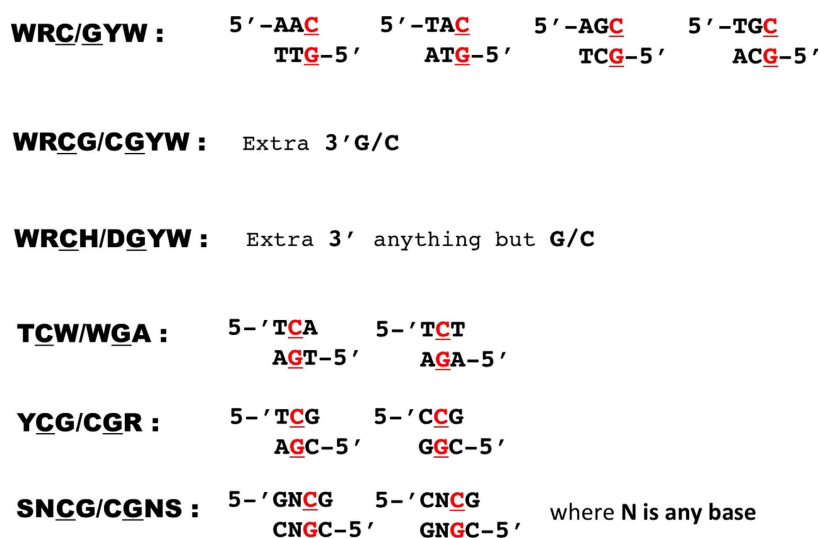 WRC/GYW : 5′-AAC 5′-TAC 5′-AGC 5′-TGC
TTG-5′ ATG-5′ TCG-5′ ACG-5′
WRCG/CGYW : Extra 3′G/C
WRCH/DGYW : Extra 3′ anything but G/C
TCW/WGA : 5-′TCA 5-′TCT
AGT-5′ AGA-5′
YCG/CGR : 5-′TCG 5-′CCG
AGC-5′ GGC-5′
SNCG/CGNS : 5-′GNCG 5-′CNCG where N is any base
CNGC-5′ GNGC-5′